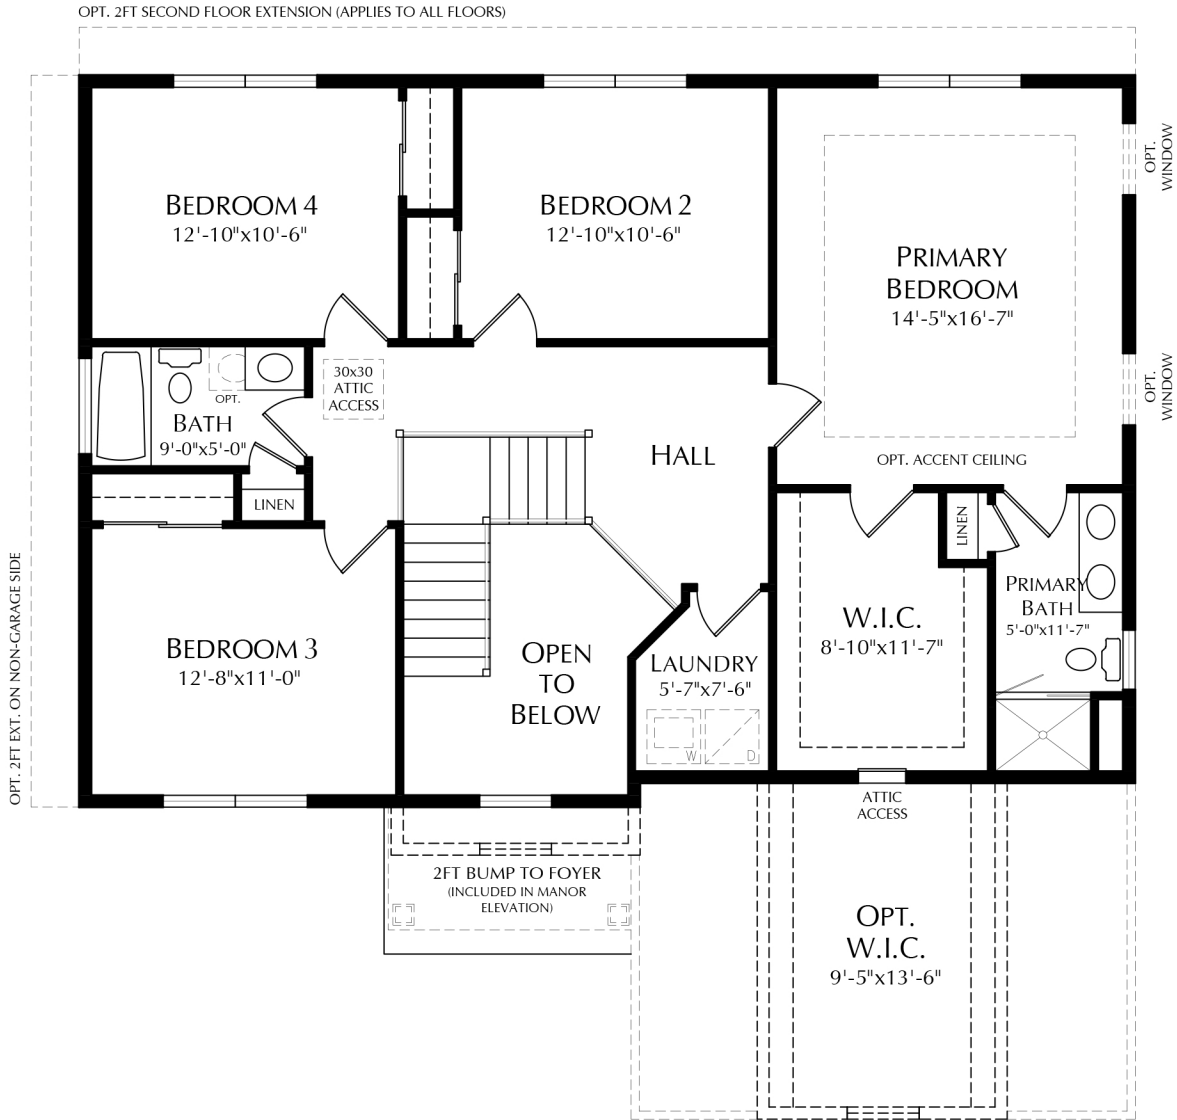 OPT. 2FT SECOND FLOOR EXTENSION (APPLIES TO ALL FLOORS)
BEDROOM 4
12'-10"x10'-6"
BEDROOM 2
12'-10"x10'-6"
PRIMARY
BEDROOM
14'-5"x16'-7"
OPT.
WINDOW
OPT.
WINDOW
30x30
ATTIC
ACCESS
OPT.
BATH
9'-0"x5'-0"
LINEN
HALL
OPT. ACCENT CEILING
LINEN
PRIMARY
BATH
5'-0"x11'-7"
W.I.C.
8'-10"x11'-7"
BEDROOM 3
12'-8"x11'-0"
OPEN
TO
BELOW
LAUNDRY
5'-7"x7'-6"
W
D
OPT. 2FT EXT. ON NON-GARAGE SIDE
ATTIC
ACCESS
2FT BUMP TO FOYER
(INCLUDED IN MANOR
ELEVATION)
OPT.
W.I.C.
9'-5"x13'-6"